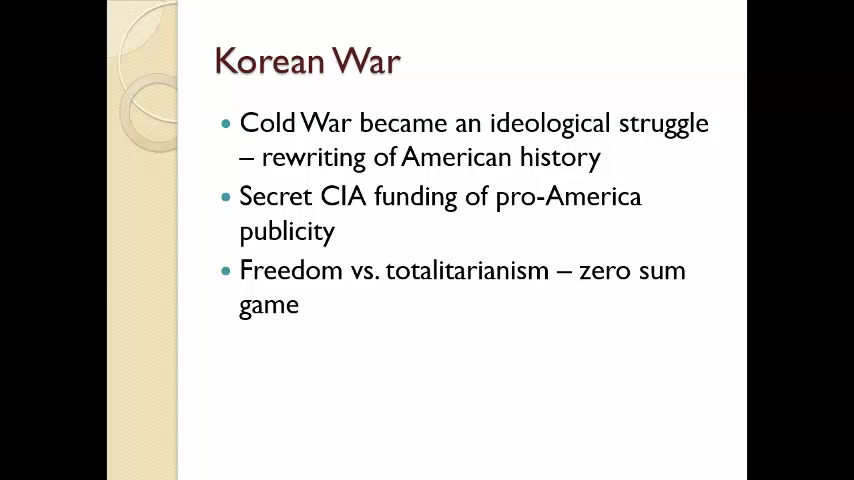 Korean War
• Cold War became an ideological struggle
– rewriting of American history
• Secret CIA funding of pro-America
publicity
• Freedom vs. totalitarianism – zero sum
game